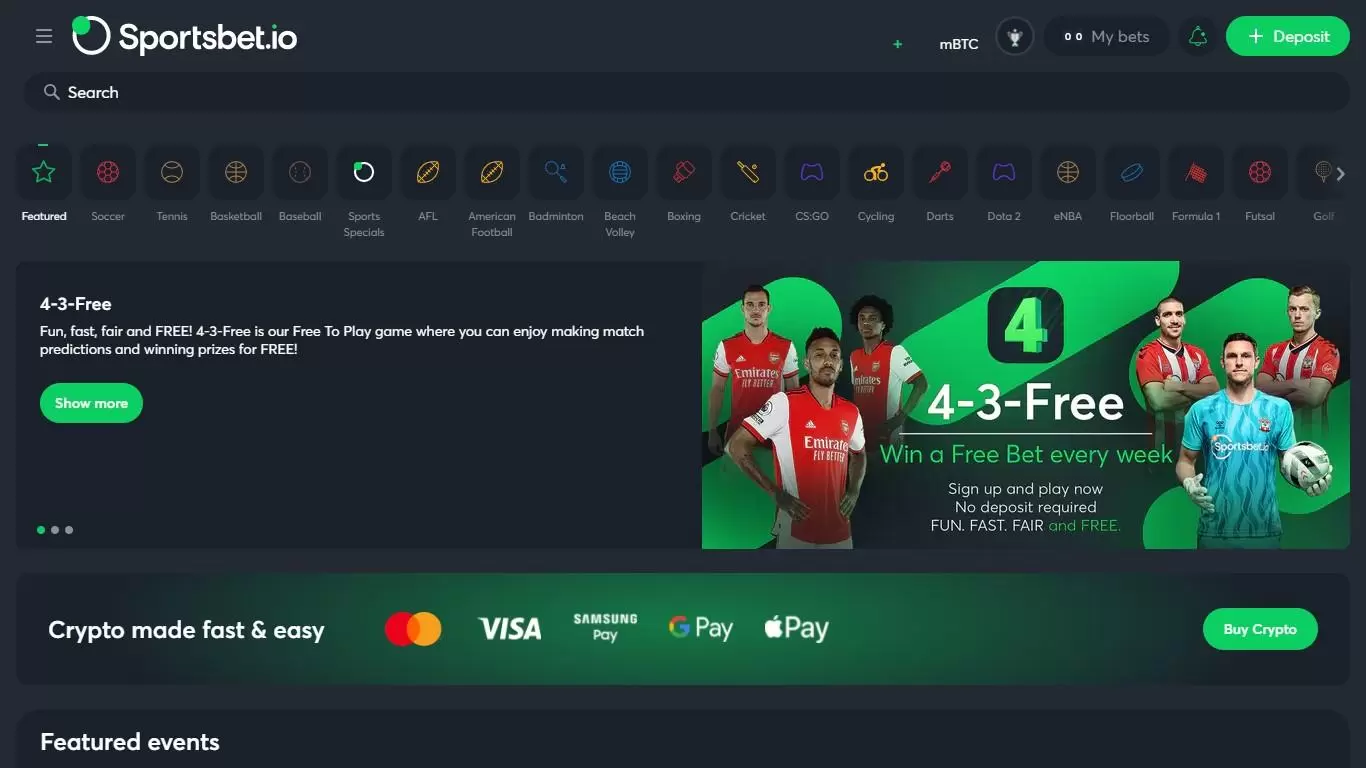 Sportsbet.io
+
mBTC
0 0 My bets
+ Deposit
Search
Featured
Soccer
Tennis
Basketball
Baseball
Sports
Specials
AFL
American
Football
Badminton
Beach
Volley
Boxing
Cricket
CS:GO
Cycling
Darts
Dota 2
eNBA
Floorball
Formula 1
Futsal
Golf
4-3-Free
Fun, fast, fair and FREE! 4-3-Free is our Free To Play game where you can enjoy making match
predictions and winning prizes for FREE!
Show more
Emirates
FLY BETTER
Emirates
FLY BETTER
Emirates
FLY BETTER
4
4-3-Free
Win a Free Bet every week
Sign up and play now
No deposit required
FUN. FAST. FAIR and FREE.
Sportsbet.io
Crypto made fast & easy
VISA
SAMSUNG
Pay
G Pay
Pay
Buy Crypto
Featured events